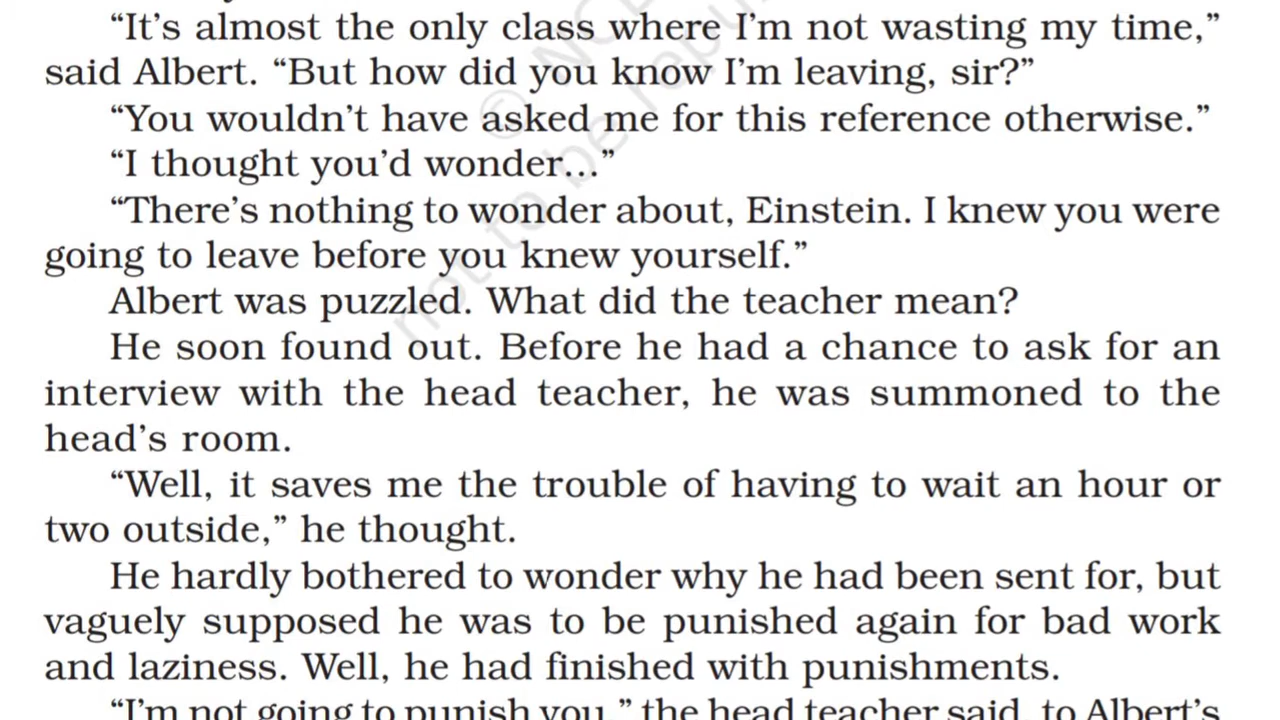 “It’s almost the only class where I’m not wasting my time,”
said Albert. “But how did you know I’m leaving, sir?”
“You wouldn’t have asked me for this reference otherwise.”
“I thought you’d wonder...”
“There’s nothing to wonder about, Einstein. I knew you were
going to leave before you knew yourself.”
Albert was puzzled. What did the teacher mean?
He soon found out. Before he had a chance to ask for an
interview with the head teacher, he was summoned to the
head’s room.
“Well, it saves me the trouble of having to wait an hour or
two outside,” he thought.
He hardly bothered to wonder why he had been sent for, but
vaguely supposed he was to be punished again for bad work
and laziness. Well, he had finished with punishments.
“I’m not going to punish you,” the head teacher said, to Albert’s
not to be